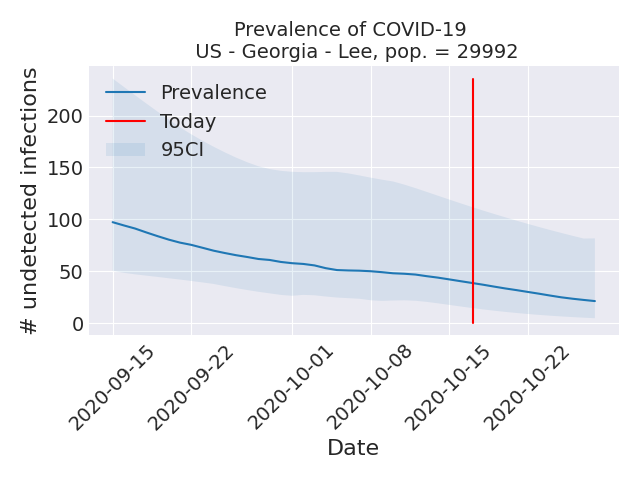 Prevalence of COVID-19
US - Georgia - Lee, pop. = 29992
# undetected infections
200
150
100
50
0
Prevalence
Today
95CI
2020-09-15
2020-09-22
2020-10-01
2020-10-08
2020-10-15
2020-10-22
Date